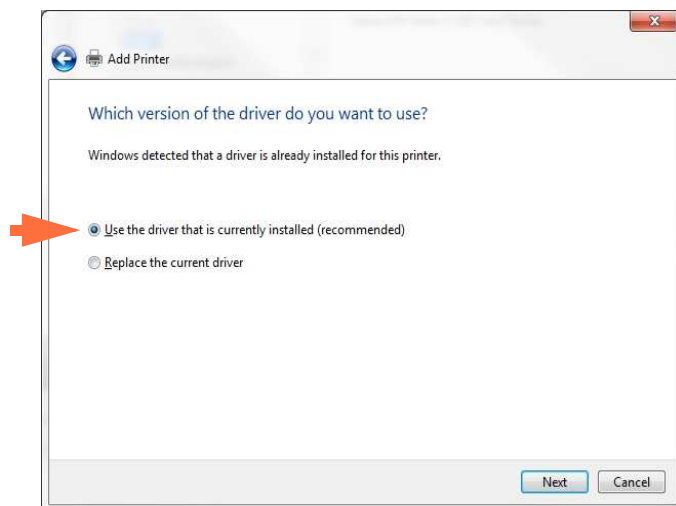 Add Printer
Which version of the driver do you want to use?
Windows detected that a driver is already installed for this printer.
Use the driver that is currently installed (recommended)
Replace the current driver
Next Cancel